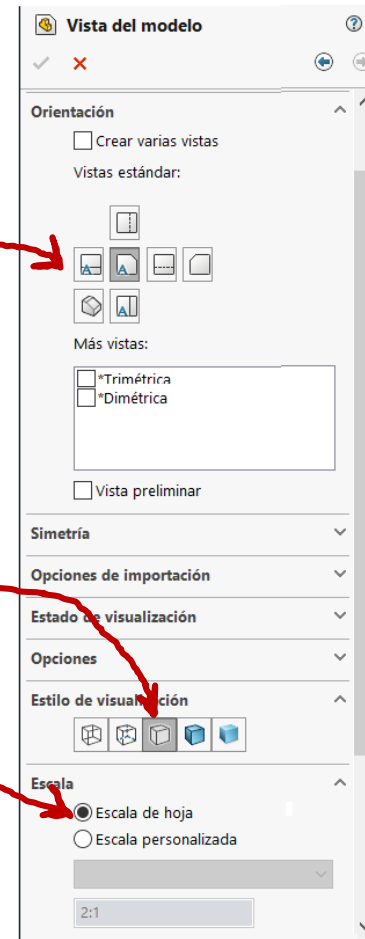 Vista del modelo
Orientación
Crear varias vistas
Vistas estándar:
A A
A
Más vistas:
*Trimétrica
*Dimétrica
Vista preliminar
Simetría
Opciones de importación
Estado de visualización
Opciones
Estilo de visualización
Escala
Escala de hoja
Escala personalizada
2:1